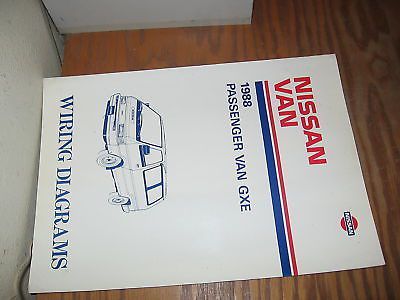 NISSAN
VAN
1988
PASSENGER VAN GXE
WIRING DIAGRAMS
NISSAN